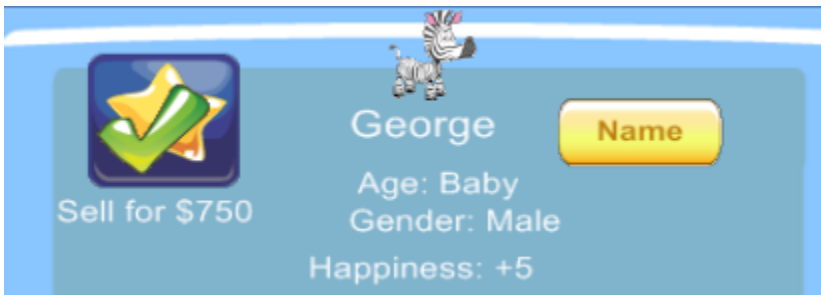 George
Name
Sell for $750
Age: Baby
Gender: Male
Happiness: +5